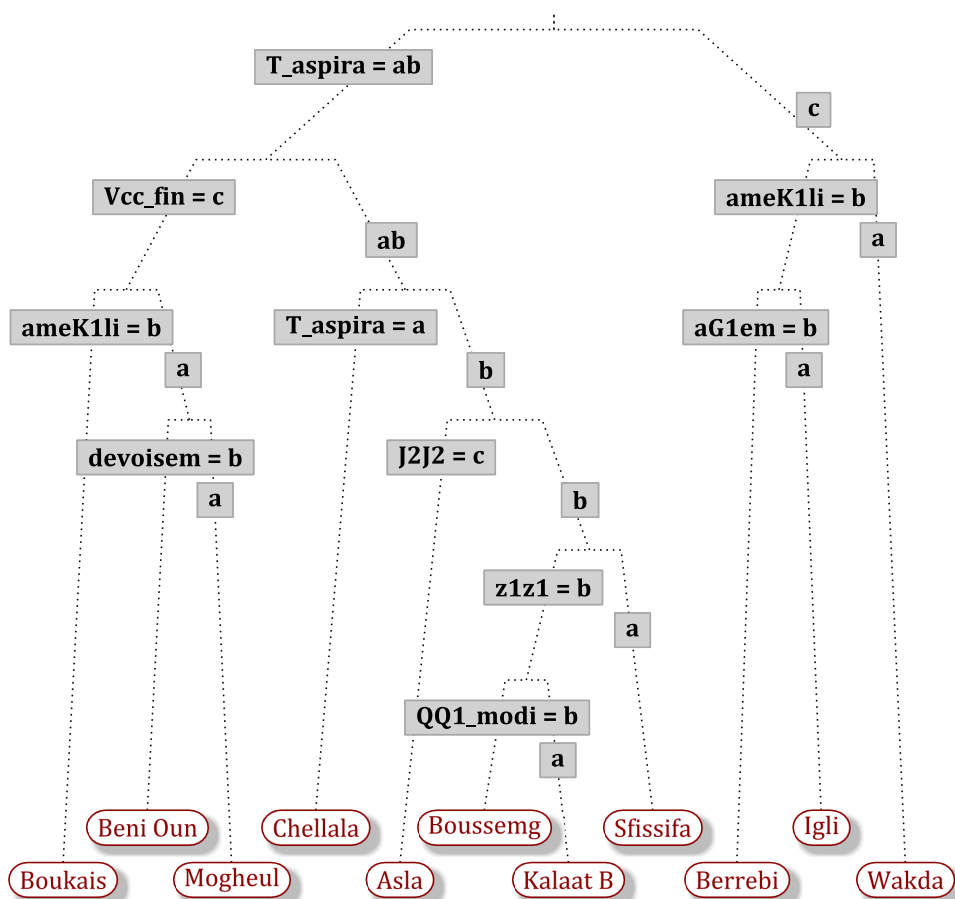 T_aspira = ab
c
Vcc_fin = c
ameK1li = b
ab
a
ameK1li = b
T_aspira = a
aG1em = b
a
b
a
devoisem = b
J2J2 = c
a
b
z1z1 = b
a
QQ1_modi = b
a
Beni Oun
Chellala
Boussemg
Sfissifa
Igli
Boukais
Mogheul
Asla
Kalaat B
Berrebi
Wakda